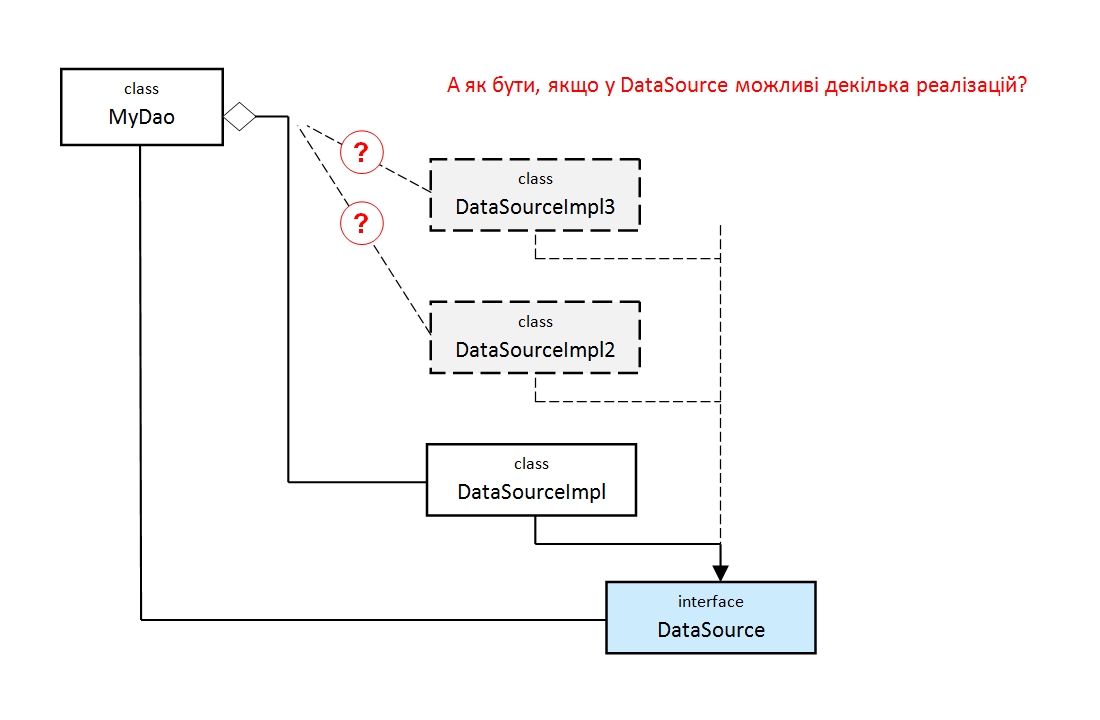 class
MyDao
А як бути, якщо у DataSource можливі декілька реалізацій?
?
class
DataSourceImpl3
?
class
DataSourceImpl2
class
DataSourceImpl
interface
DataSource